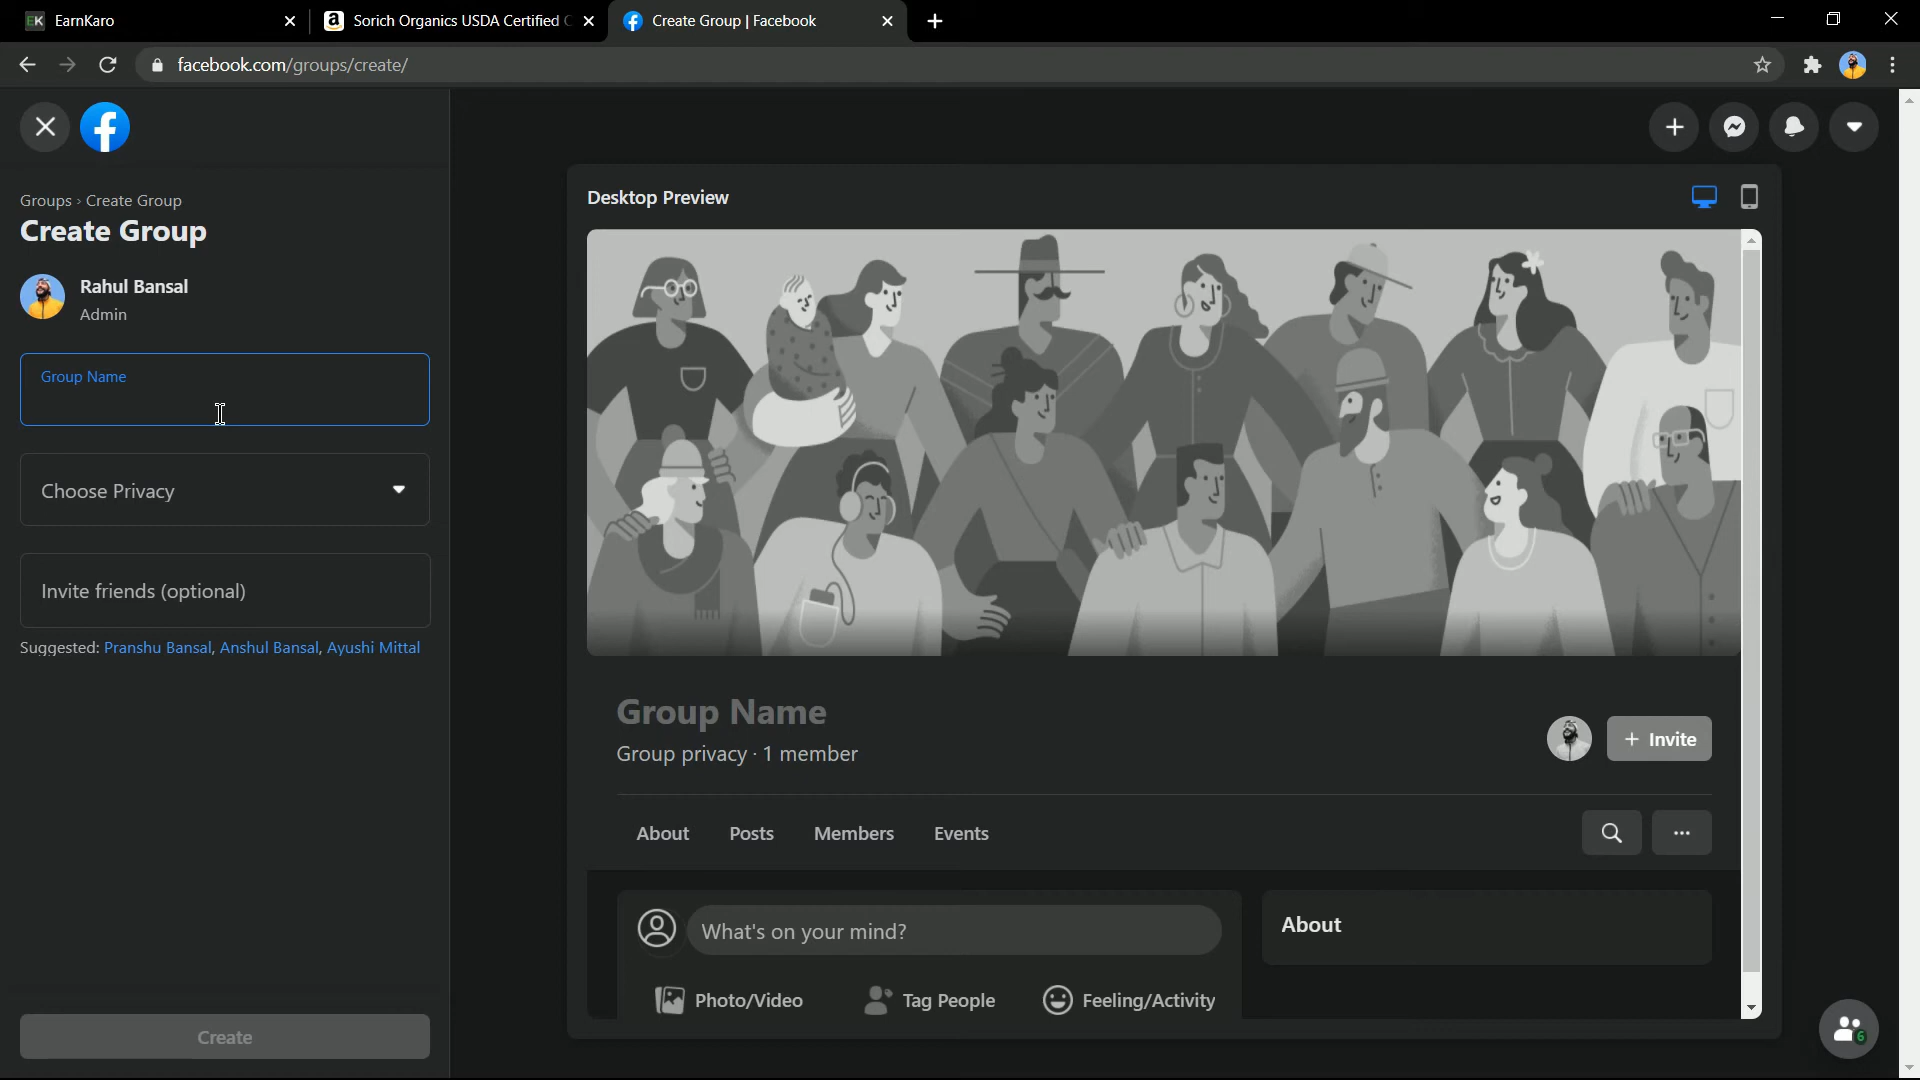 EarnKaro
Sorich Organics USDA Certified
Create Group | Facebook
facebook.com/groups/create/
Groups › Create Group
Create Group
Rahul Bansal
Admin
Group Name
Choose Privacy
Invite friends (optional)
Suggested: Pranshu Bansal, Anshul Bansal, Ayushi Mittal
Create
Desktop Preview
Group Name
Group privacy · 1 member
+ Invite
About
Posts
Members
Events
What's on your mind?
Photo/Video
Tag People
Feeling/Activity
About
6